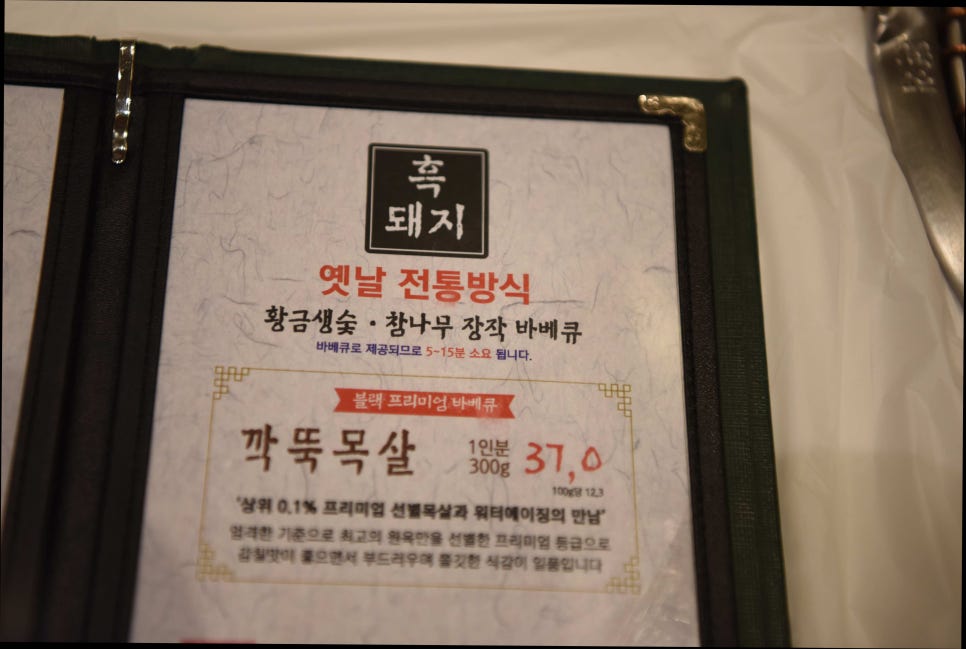 흑
돼지
옛날 전통방식
황금생숯 · 참나무 장작 바베큐
바베큐로 제공되므로 5~15분 소요 됩니다.
블랙 프리미엄 바베큐
깍뚝목살
1인분
300g
37,0
100g당 12,3
'상위 0.1% 프리미엄 선별목살과 워터에이징의 만남'
엄격한 기준으로 최고의 원육만을 선별한 프리미엄 등급으로
감칠맛이 좋으면서 부드러우며 쫄깃한 식감이 일품입니다